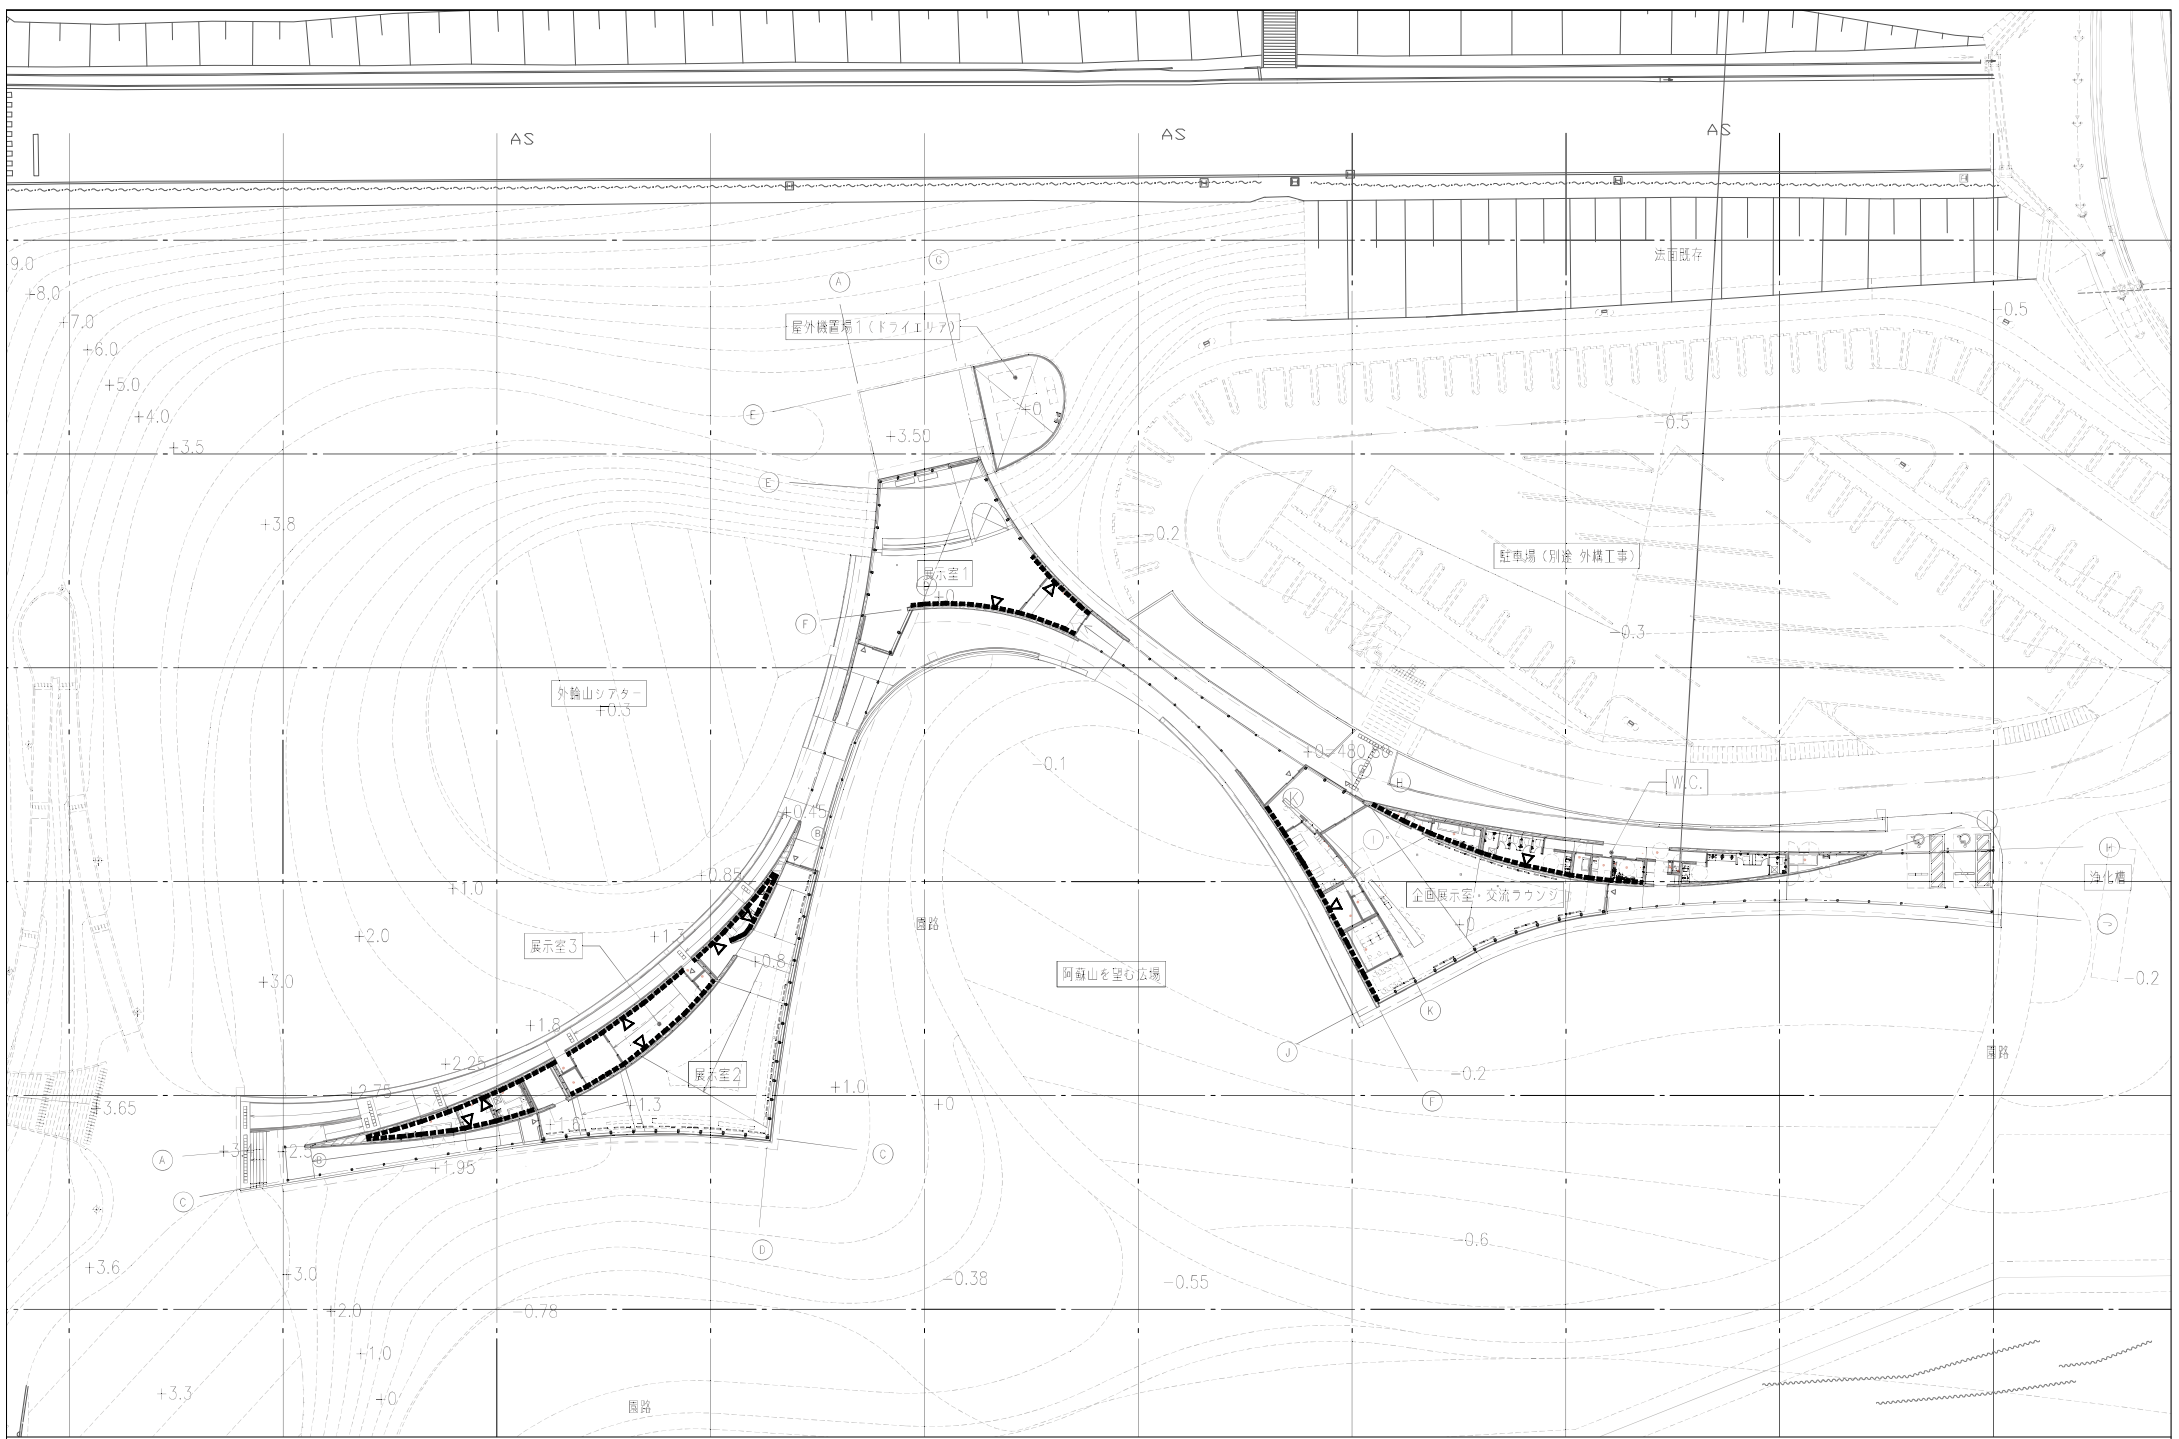 AS
AS
AS
法面既存
9.0
+8.0
+7.0
+6.0
+5.0
+4.0
+3.5
-0.5
G
A
屋外機置場1(ドライエリア)
E
+0
+3.50
E
-0.5
+3.8
-0.2
駐車場(別途 外構工事)
展示室1
+0
F
-0.3
外輪山シアター
+0.3
-0.1
+0=480.80
H
W.C.
K
+0.45
B
I
H
浄化槽
+1.0
+0.85
企画展示室・交流ラウンジ
+0
J
園路
+2.0
展示室3
+1.3
+0.8
阿蘇山を望む広場
-0.2
+3.0
K
+1.8
J
園路
+2.25
展示室2
-0.2
+2.75
+1.0
+3.65
+1.3
+0
F
+1.6
A
B
+1.95
C
C
D
-0.6
+3.6
+3.0
-0.38
-0.55
+2.0
-0.78
+1.0
+3.3
+0
園路